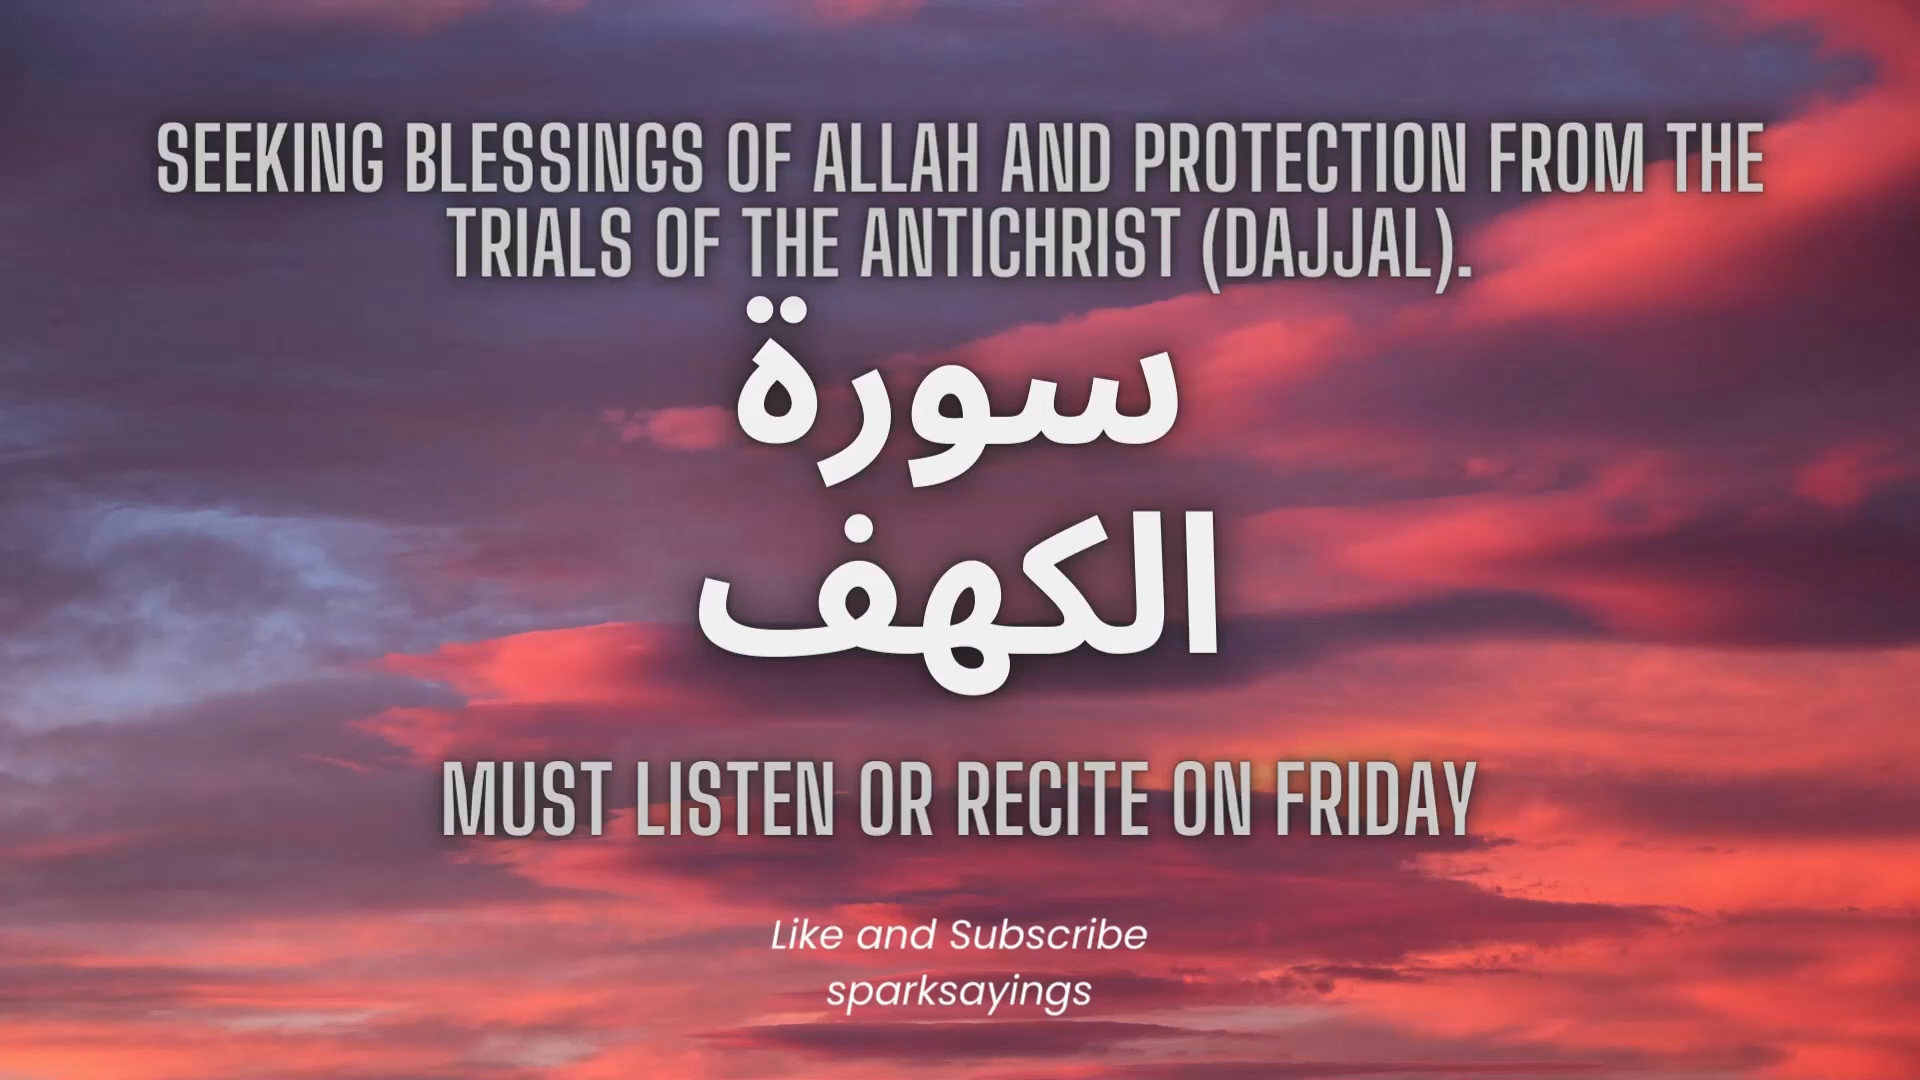 SEEKING BLESSINGS OF ALLAH AND PROTECTION FROM THE
TRIALS OF THE ANTICHRIST (DAJJAL).
سورة
الكهف
MUST LISTEN OR RECITE ON FRIDAY
Like and Subscribe
sparksayings